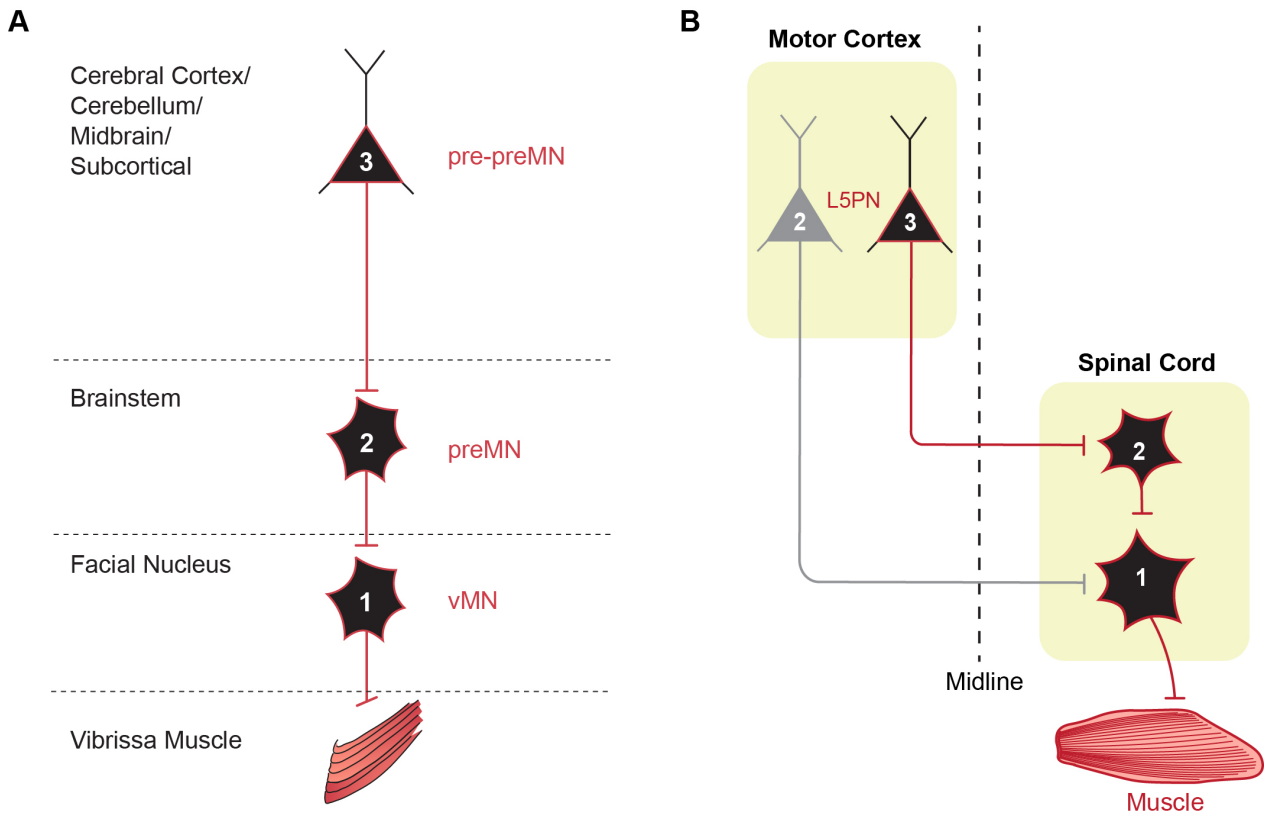 A
Cerebral Cortex/
Cerebellum/
Midbrain/
Subcortical
3
pre-preMN
Brainstem
2
preMN
Facial Nucleus
1
vMN
Vibrissa Muscle
B
Motor Cortex
2
L5PN
3
Spinal Cord
2
1
Midline
Muscle